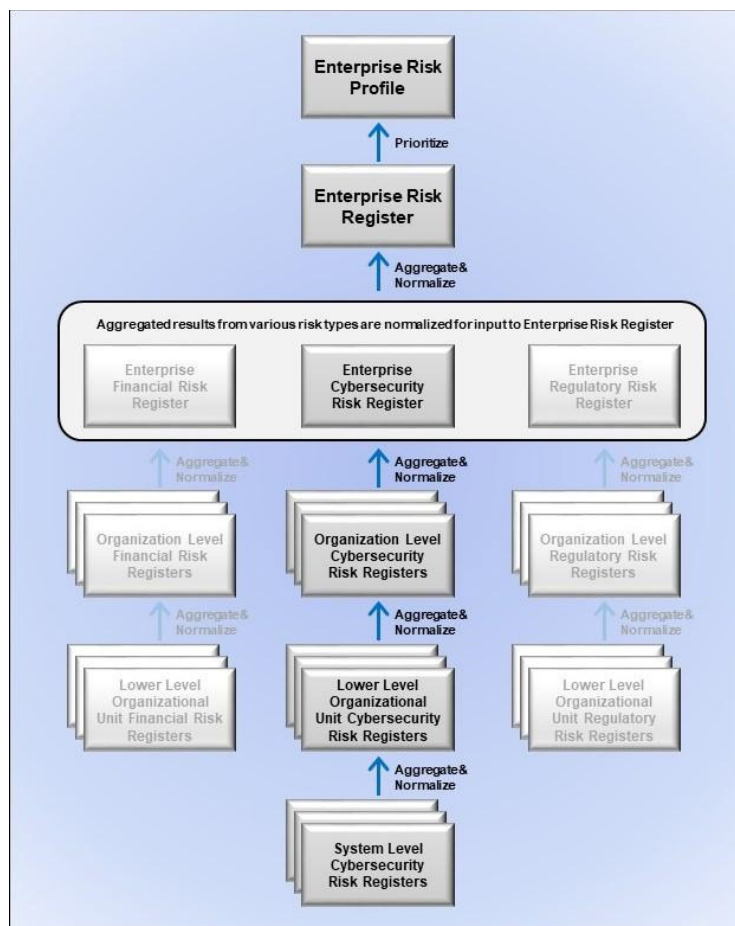 Enterprise Risk
Profile
Prioritize
Enterprise Risk
Register
Aggregate&
Normalize
Aggregated results from various risk types are normalized for input to Enterprise Risk Register
Enterprise
Financial Risk
Register
Enterprise
Cybersecurity
Risk Register
Enterprise
Regulatory Risk
Register
Aggregate&
Normalize
Aggregate&
Normalize
Aggregate&
Normalize
Organization Level
Financial Risk
Registers
Organization Level
Cybersecurity
Risk Registers
Organization Level
Regulatory Risk
Registers
Aggregate&
Normalize
Aggregate&
Normalize
Aggregate&
Normalize
Lower Level
Organizational
Unit Financial Risk
Registers
Lower Level
Organizational
Unit Cybersecurity
Risk Registers
Lower Level
Organizational
Unit Regulatory
Risk Registers
Aggregate&
Normalize
System Level
Cybersecurity
Risk Registers